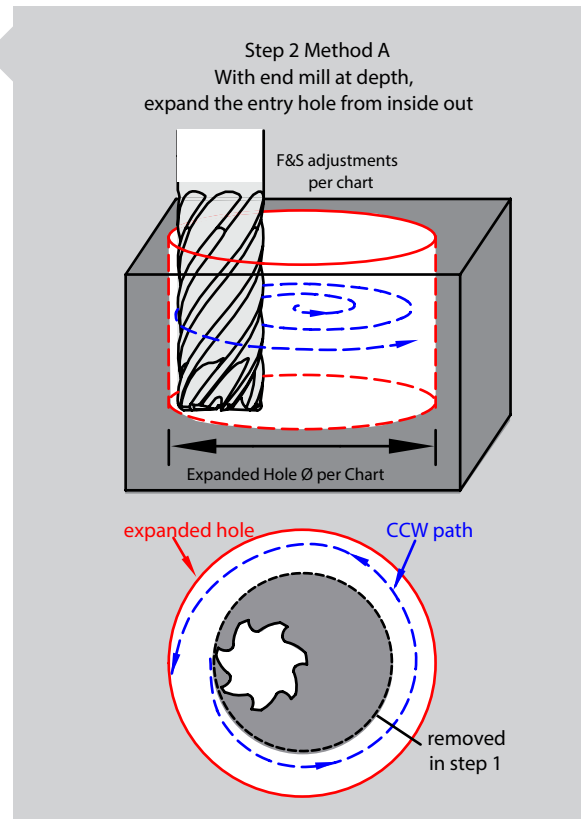 Step 2 Method A
With end mill at depth,
expand the entry hole from inside out
F&S adjustments
per chart
Expanded Hole Ø per Chart
expanded hole
CCW path
removed
in step 1